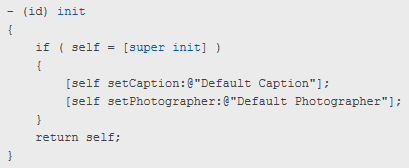 - (id) init
{
    if ( self = [super init] )
    {
        [self setCaption:@"Default Caption"];
        [self setPhotographer:@"Default Photographer"];
    }
    return self;
}